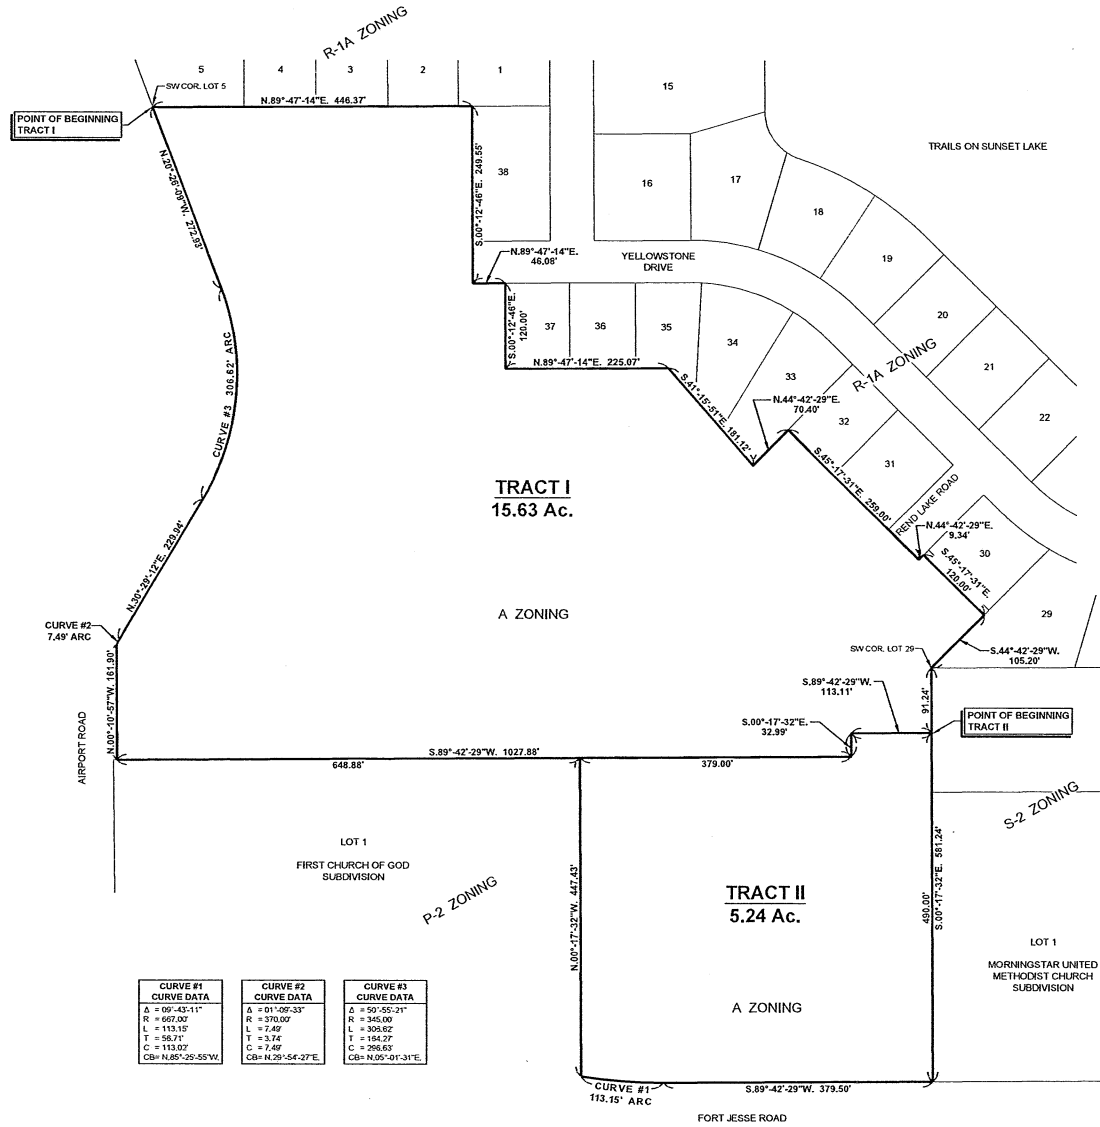 R-1A ZONING
5
4
3
2
1
15
SW COR. LOT 5
POINT OF BEGINNING
TRACT I
N.89°-47'-14"E. 446.37'
TRAILS ON SUNSET LAKE
N.20°-26'-09"W. 272.93'
S.00°-12'-46"E. 249.55'
38
16
17
18
19
20
21
22
N.89°-47'-14"E.
46.08'
YELLOWSTONE
DRIVE
S.00°-12'-46"E.
120.00'
37
36
35
34
33
32
31
30
29
N.89°-47'-14"E. 225.07'
R-1A ZONING
CURVE #3 306.62' ARC
S.41°-15'-51"E. 181.12'
N.44°-42'-29"E.
70.40'
S.45°-17'-31"E. 259.00'
REND LAKE ROAD
N.44°-42'-29"E.
9.34'
S.45°-17'-31"E.
120.00'
TRACT I
15.63 Ac.
N.30°-29'-12"E. 229.94'
A ZONING
CURVE #2
7.49' ARC
SW COR. LOT 29
S.44°-42'-29"W.
105.20'
N.00°-10'-57"W. 161.90'
AIRPORT ROAD
S.89°-42'-29"W.
113.11'
91.24'
S.00°-17'-32"E.
32.99'
POINT OF BEGINNING
TRACT II
S.89°-42'-29"W. 1027.88'
648.88'
379.00'
S-2 ZONING
LOT 1
FIRST CHURCH OF GOD
SUBDIVISION
P-2 ZONING
N.00°-17'-32"W. 447.43'
TRACT II
5.24 Ac.
490.00'
S.00°-17'-32"E. 581.24'
LOT 1
MORNINGSTAR UNITED
METHODIST CHURCH
SUBDIVISION
A ZONING
CURVE #1
CURVE DATA
Δ = 09°-43'-11"
R = 667.00'
L = 113.15'
T = 56.71'
C = 113.02'
CB= N.85°-25'-55"W.
CURVE #2
CURVE DATA
Δ = 01°-09'-33"
R = 370.00'
L = 7.49'
T = 3.74'
C = 7.49'
CB= N.29°-54'-27"E.
CURVE #3
CURVE DATA
Δ = 50°-55'-21"
R = 345.00'
L = 306.62'
T = 164.27'
C = 296.63'
CB= N.05°-01'-31"E.
CURVE #1
113.15' ARC
S.89°-42'-29"W. 379.50'
FORT JESSE ROAD